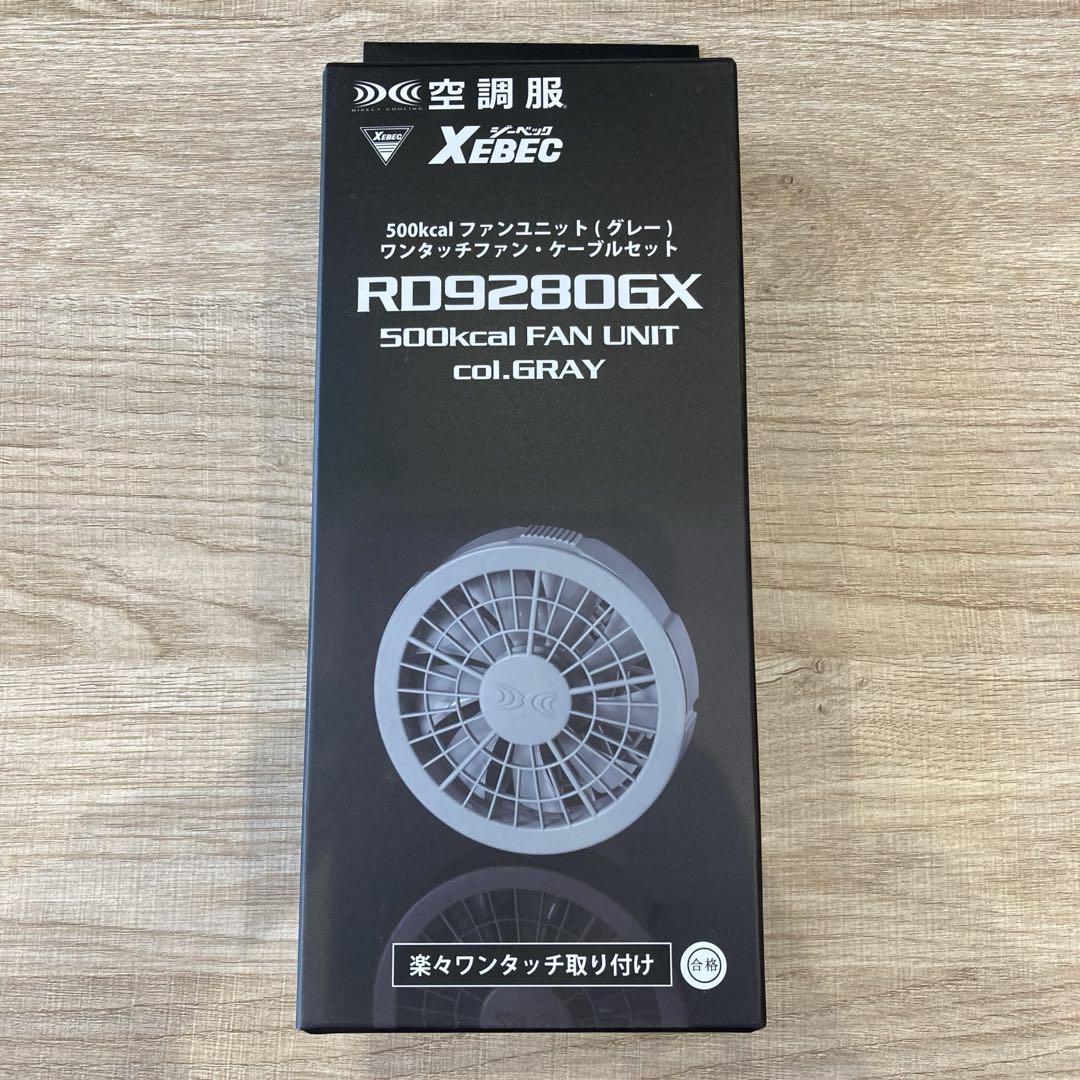 空調服®
DIRECT COOLING
XEBEC
ジーベック
XEBEC
500kcal ファンユニット ( グレー )
ワンタッチファン・ケーブルセット
RD9280GX
500kcal FAN UNIT
col.GRAY
楽々ワンタッチ取り付け
合格